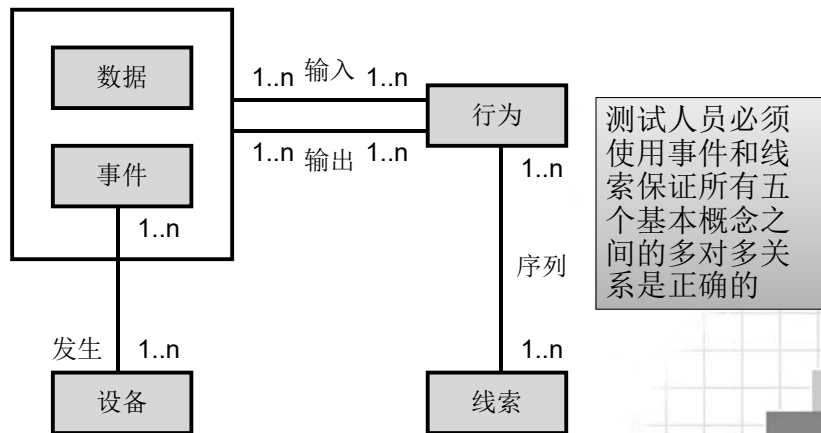 数据
事件
1..n 输入 1..n
1..n 输出 1..n
行为
1..n
1..n
序列
发生 1..n
1..n
设备
线索
测试人员必须
使用事件和线
索保证所有五
个基本概念之
间的多对多关
系是正确的